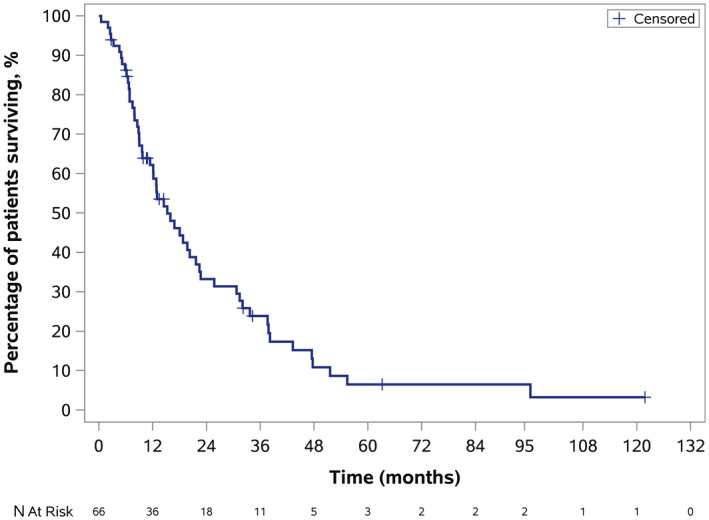 Censored
Percentage of patients surviving, %
100
90
80
70
60
50
40
30
20
10
0
0 12 24 36 48 60 72 84 95 108 120 132
Time (months)
N At Risk 66 36 18 11 5 3 2 2 2 1 1 0